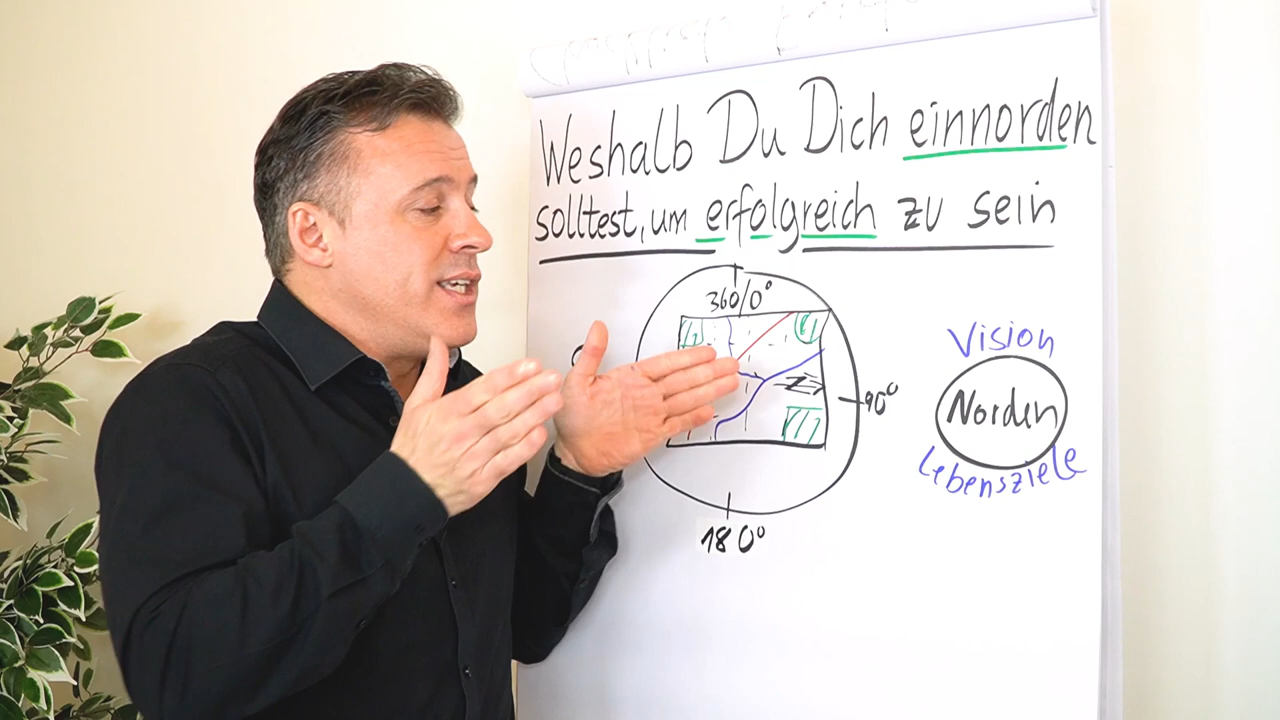 Weshalb Du Dich einnorden
solltest, um erfolgreich zu sein
360/0°
Vision
90°
Norden
Lebensziele
180°